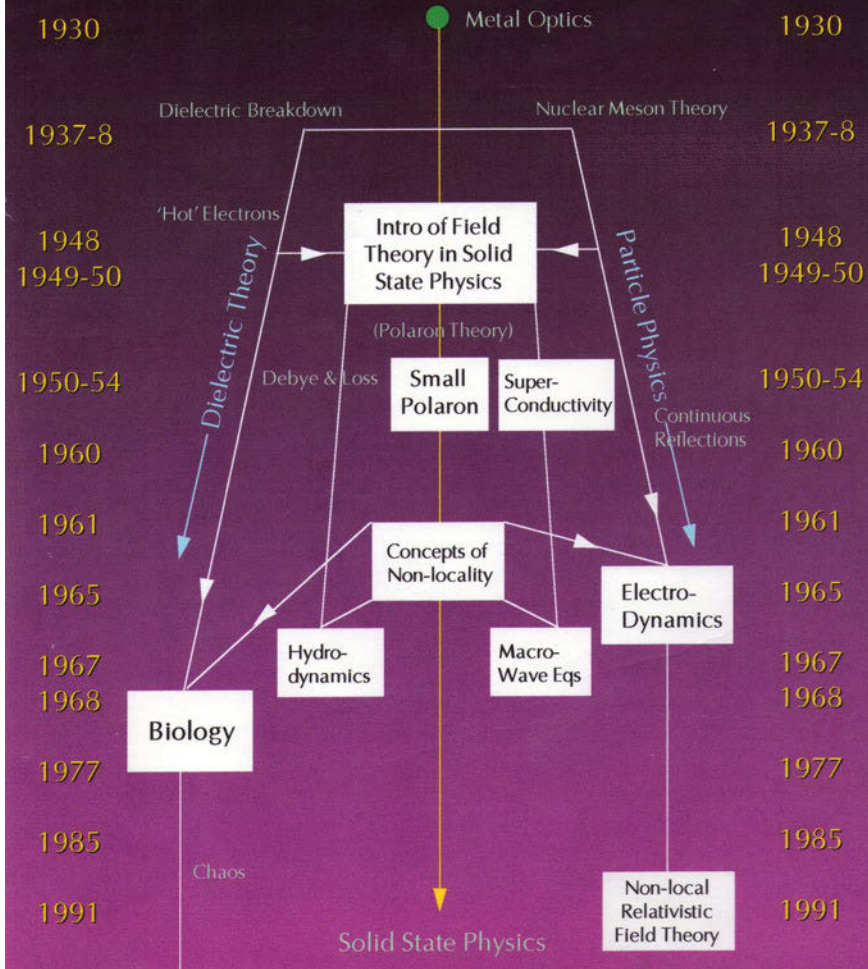 1930
Metal Optics
1930
Dielectric Breakdown
Nuclear Meson Theory
1937-8
1937-8
'Hot' Electrons
Intro of Field
Theory in Solid
State Physics
1948
1949-50
1948
1949-50
Dielectric Theory
Particle Physics
(Polaron Theory)
1950-54
Debye & Loss
Small
Polaron
Super-
Conductivity
1950-54
Continuous
Reflections
1960
1960
1961
1961
Concepts of
Non-locality
1965
Electro-
Dynamics
1965
Hydro-
dynamics
Macro-
Wave Eqs
1967
1968
1967
1968
Biology
1977
1977
1985
1985
Chaos
Non-local
Relativistic
Field Theory
1991
1991
Solid State Physics